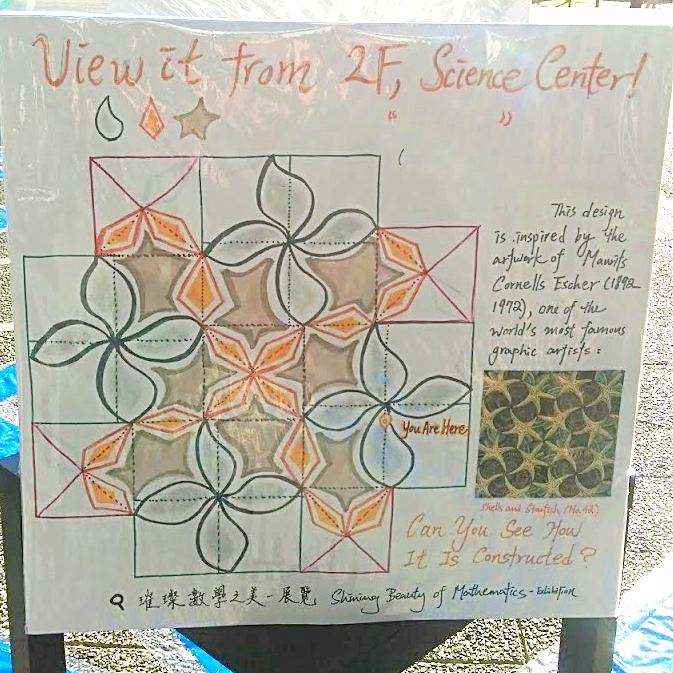 View it from 2F, Science Center!
“ ”
This design
is inspired by the
artwork of Maurits
Cornells Escher (1892
1972), one of the
world's most famous
graphic artists:
You Are Here
Shells and Starfish (No.42)
Can You See How
It Is Constructed?
璀璨數學之美-展覽 Shining Beauty of Mathematics-Exhibition